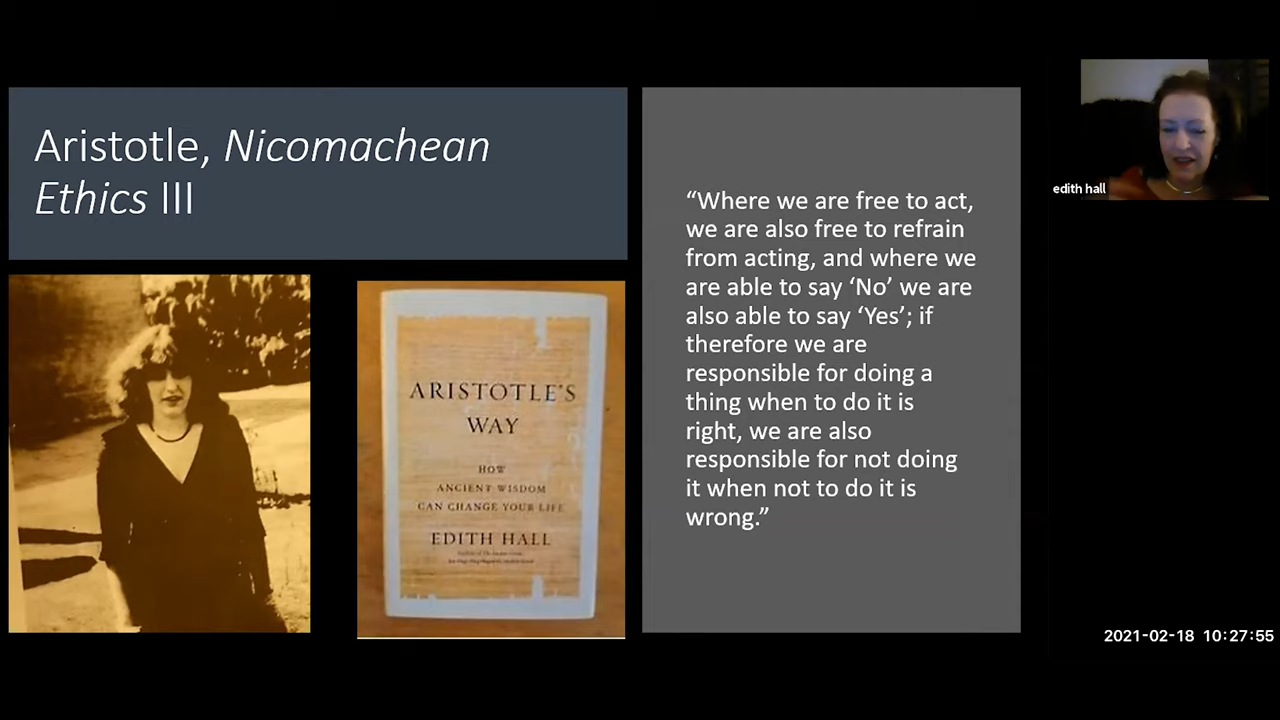 Aristotle, Nicomachean
Ethics III
ARISTOTLE'S
WAY
HOW
ANCIENT WISDOM
CAN CHANGE YOUR LIFE
EDITH HALL
“Where we are free to act,
we are also free to refrain
from acting, and where we
are able to say ‘No’ we are
also able to say ‘Yes’; if
therefore we are
responsible for doing a
thing when to do it is
right, we are also
responsible for not doing
it when not to do it is
wrong.”
edith hall
2021-02-18 10:27:55